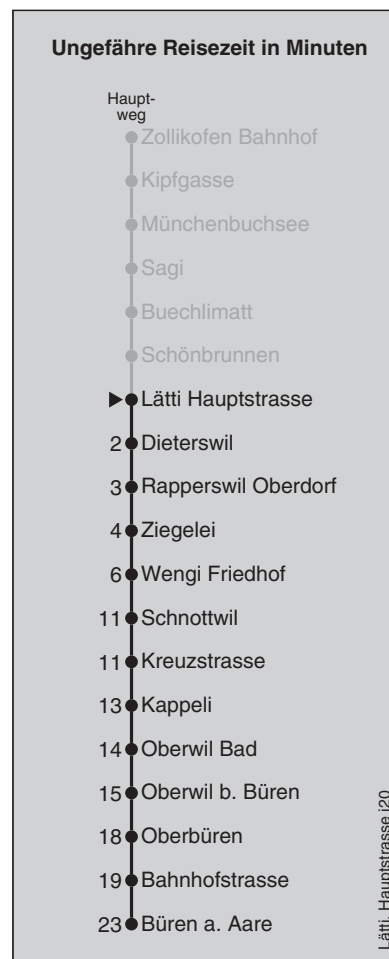 Ungefähre Reisezeit in Minuten
Haupt-
weg
Zollikofen Bahnhof
Kipfgasse
Münchenbuchsee
Sagi
Buechlimatt
Schönbrunnen
Lätti Hauptstrasse
2 Dieterswil
3 Rapperswil Oberdorf
4 Ziegelei
6 Wengi Friedhof
11 Schnottwil
11 Kreuzstrasse
13 Kappeli
14 Oberwil Bad
15 Oberwil b. Büren
18 Oberbüren
19 Bahnhofstrasse
23 Büren a. Aare
Lätti, Hauptstrasse j20